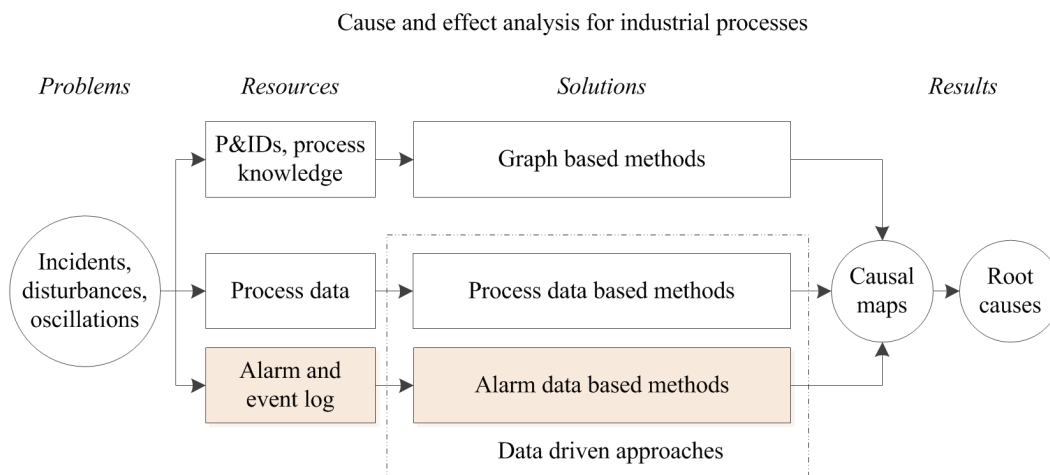 Cause and effect analysis for industrial processes
Problems
Resources
Solutions
Results
P&IDs, process
knowledge
Graph based methods
Incidents,
disturbances,
oscillations
Process data
Process data based methods
Causal
maps
Root
causes
Alarm and
event log
Alarm data based methods
Data driven approaches